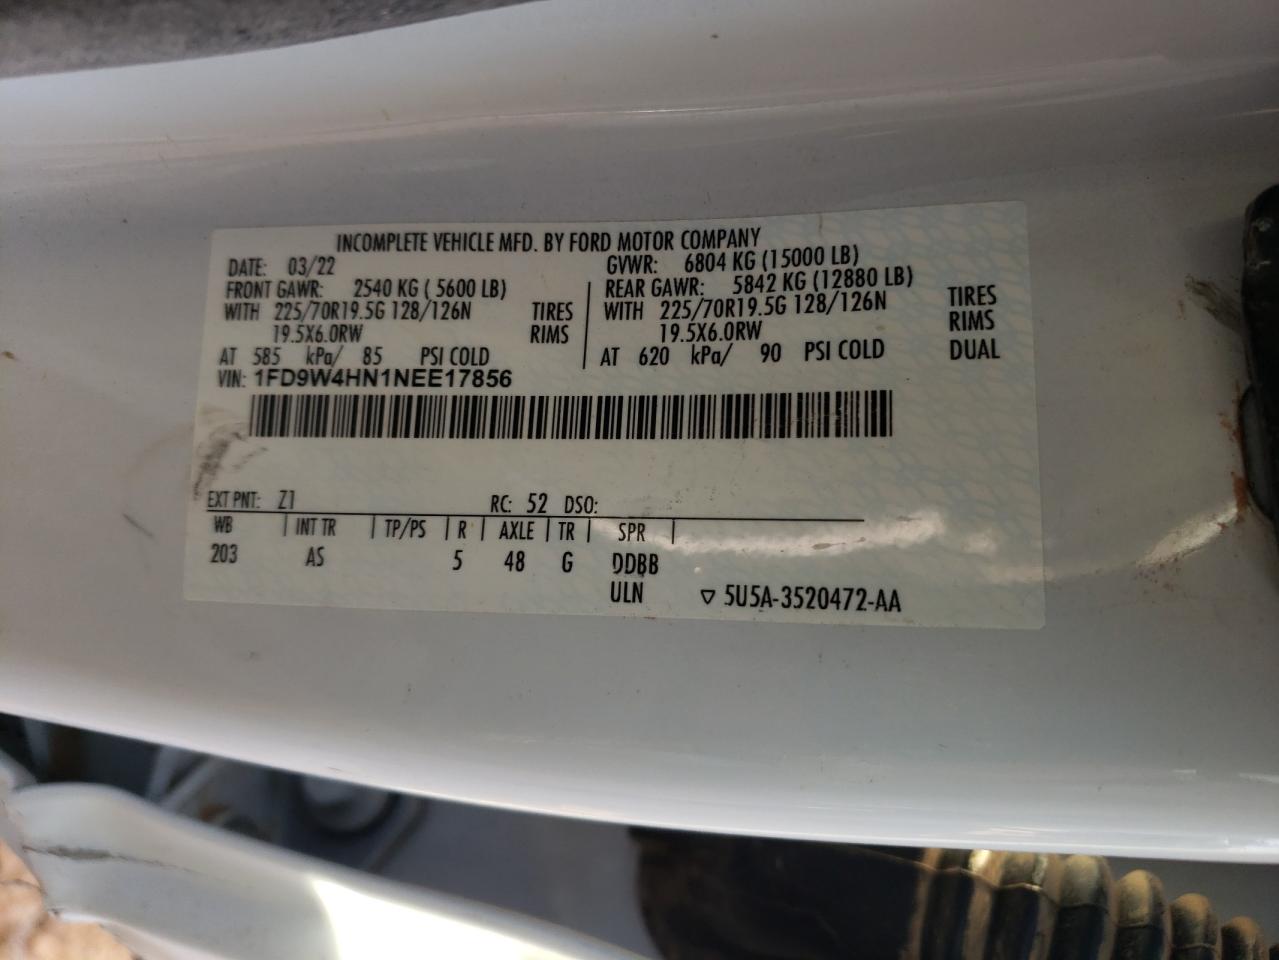 INCOMPLETE VEHICLE MFD. BY FORD MOTOR COMPANY
DATE: 03/22 GVWR: 6804 KG (15000 LB)
FRONT GAWR: 2540 KG ( 5600 LB) REAR GAWR: 5842 KG (12880 LB)
WITH 225/70R19.5G 128/126N TIRES WITH 225/70R19.5G 128/126N TIRES
19.5X6.0RW RIMS 19.5X6.0RW RIMS
AT 585 kPa/ 85 PSI COLD AT 620 kPa/ 90 PSI COLD DUAL
VIN: 1FD9W4HN1NEE17856
EXT PNT: Z1 RC: 52 DSO:
WB INT TR TP/PS R AXLE TR SPR
203 AS 5 48 G DDBB
ULN ▽ 5U5A-3520472-AA